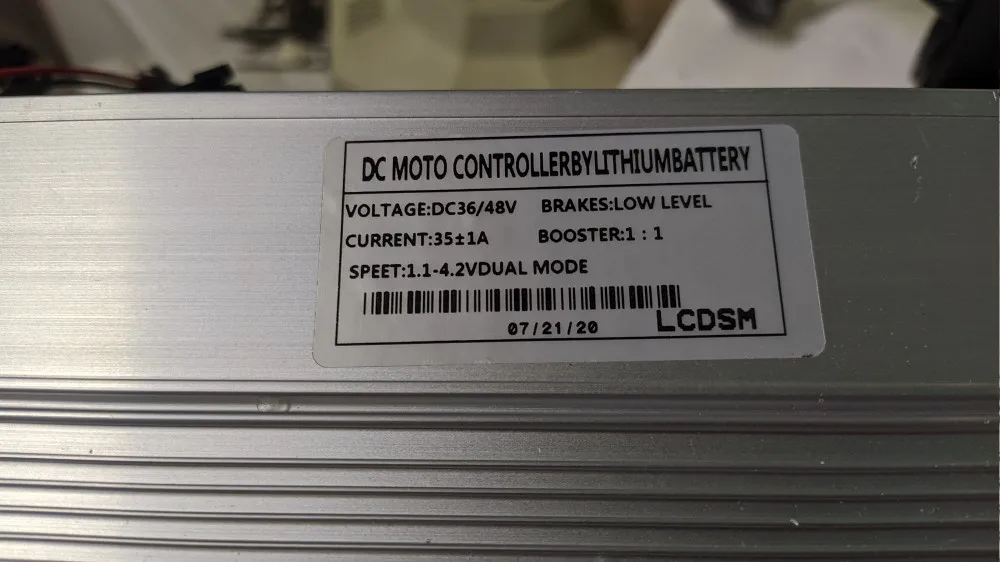 DC MOTO CONTROLLERBYLITHIUMBATTERY
VOLTAGE:DC36/48V BRAKES:LOW LEVEL
CURRENT:35±1A BOOSTER:1 : 1
SPEET:1.1-4.2VDUAL MODE
07/21/20 LCDSM